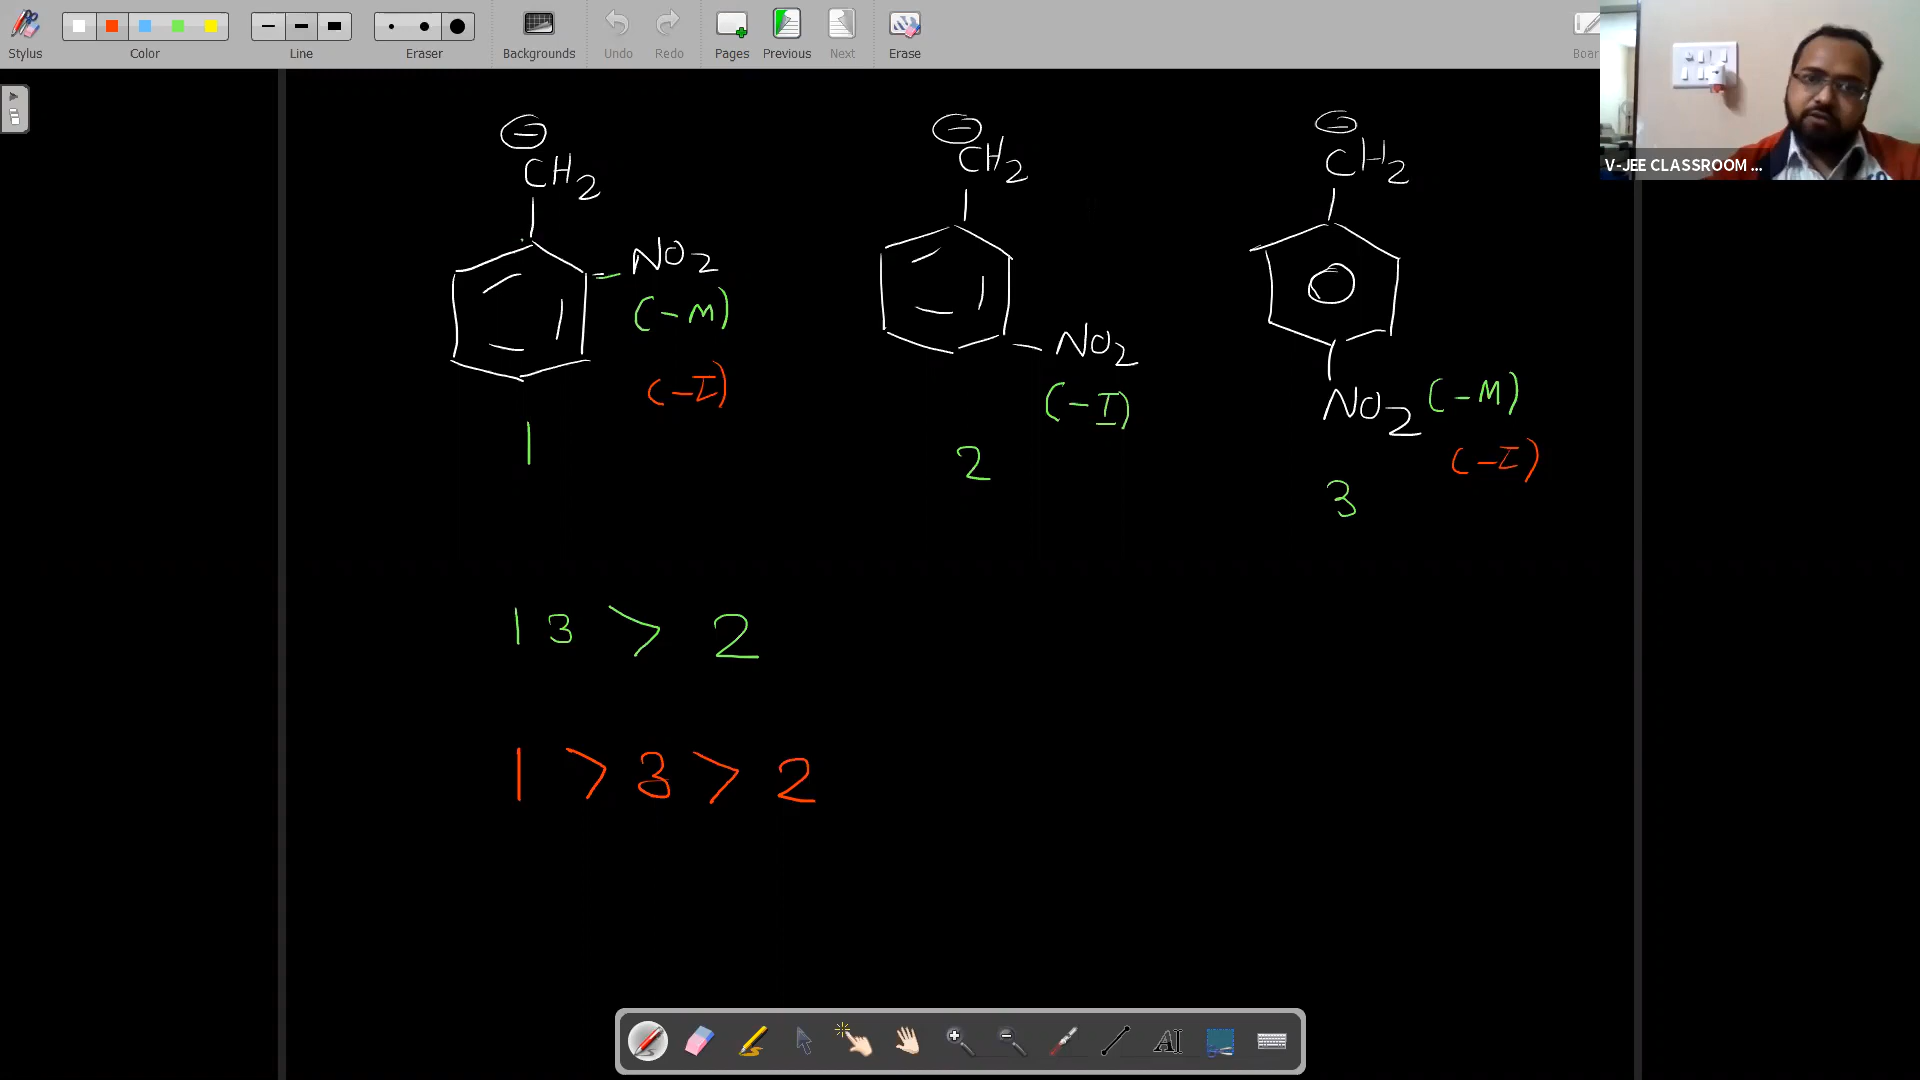 Stylus Color Line Eraser Backgrounds Undo Redo Pages Previous Next Erase
V-JEE CLASSROOM ...
⊖ ⊖ ⊖
CH2 CH2 CH2
NO2
(-M)
(-I)
NO2
(-I)
NO2 (-M)
(-I)
1
2
3
1 3 > 2
1 > 3 > 2